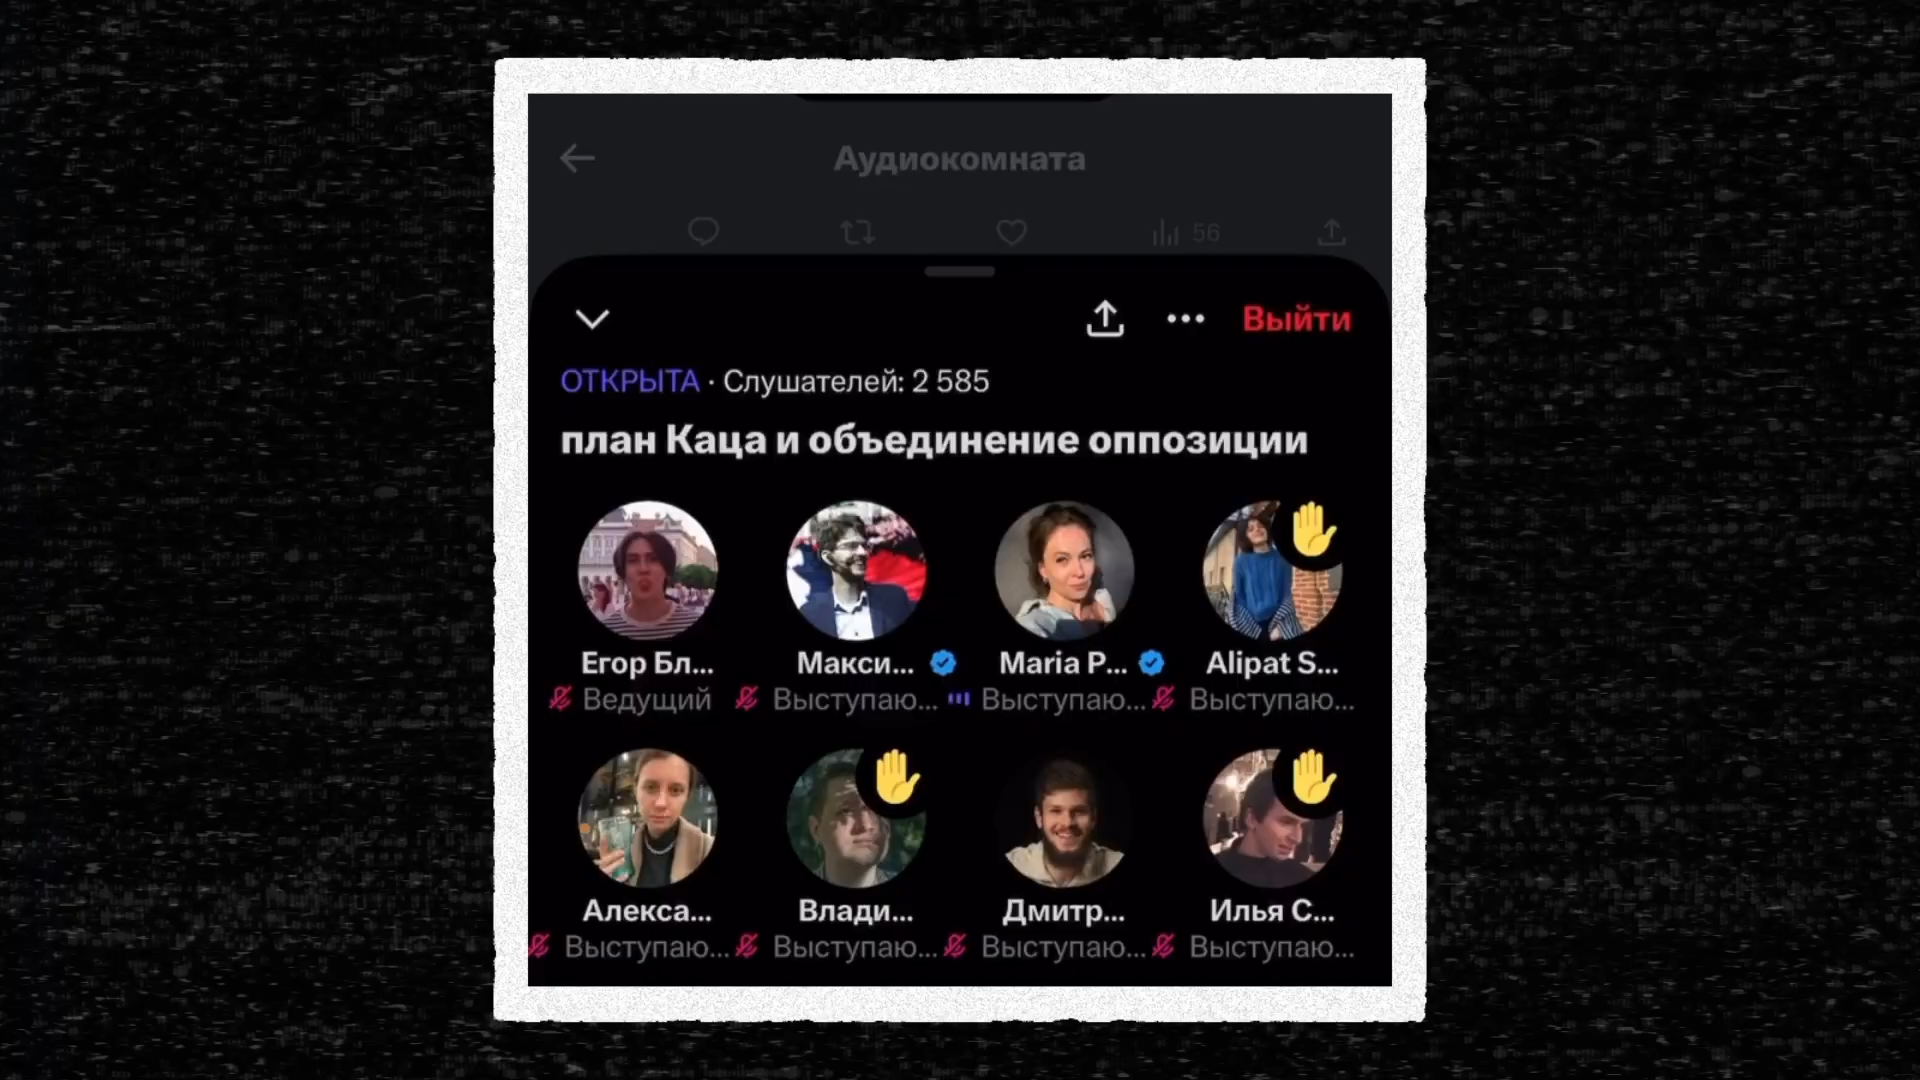 Аудиокомната
56
Выйти
ОТКРЫТА · Слушателей: 2 585
план Каца и объединение оппозиции
Егор Бл... Макси... Maria P... Alipat S...
Ведущий Выступаю... Выступаю... Выступаю...
Алекса... Влади... Дмитр... Илья С...
Выступаю... Выступаю... Выступаю... Выступаю...